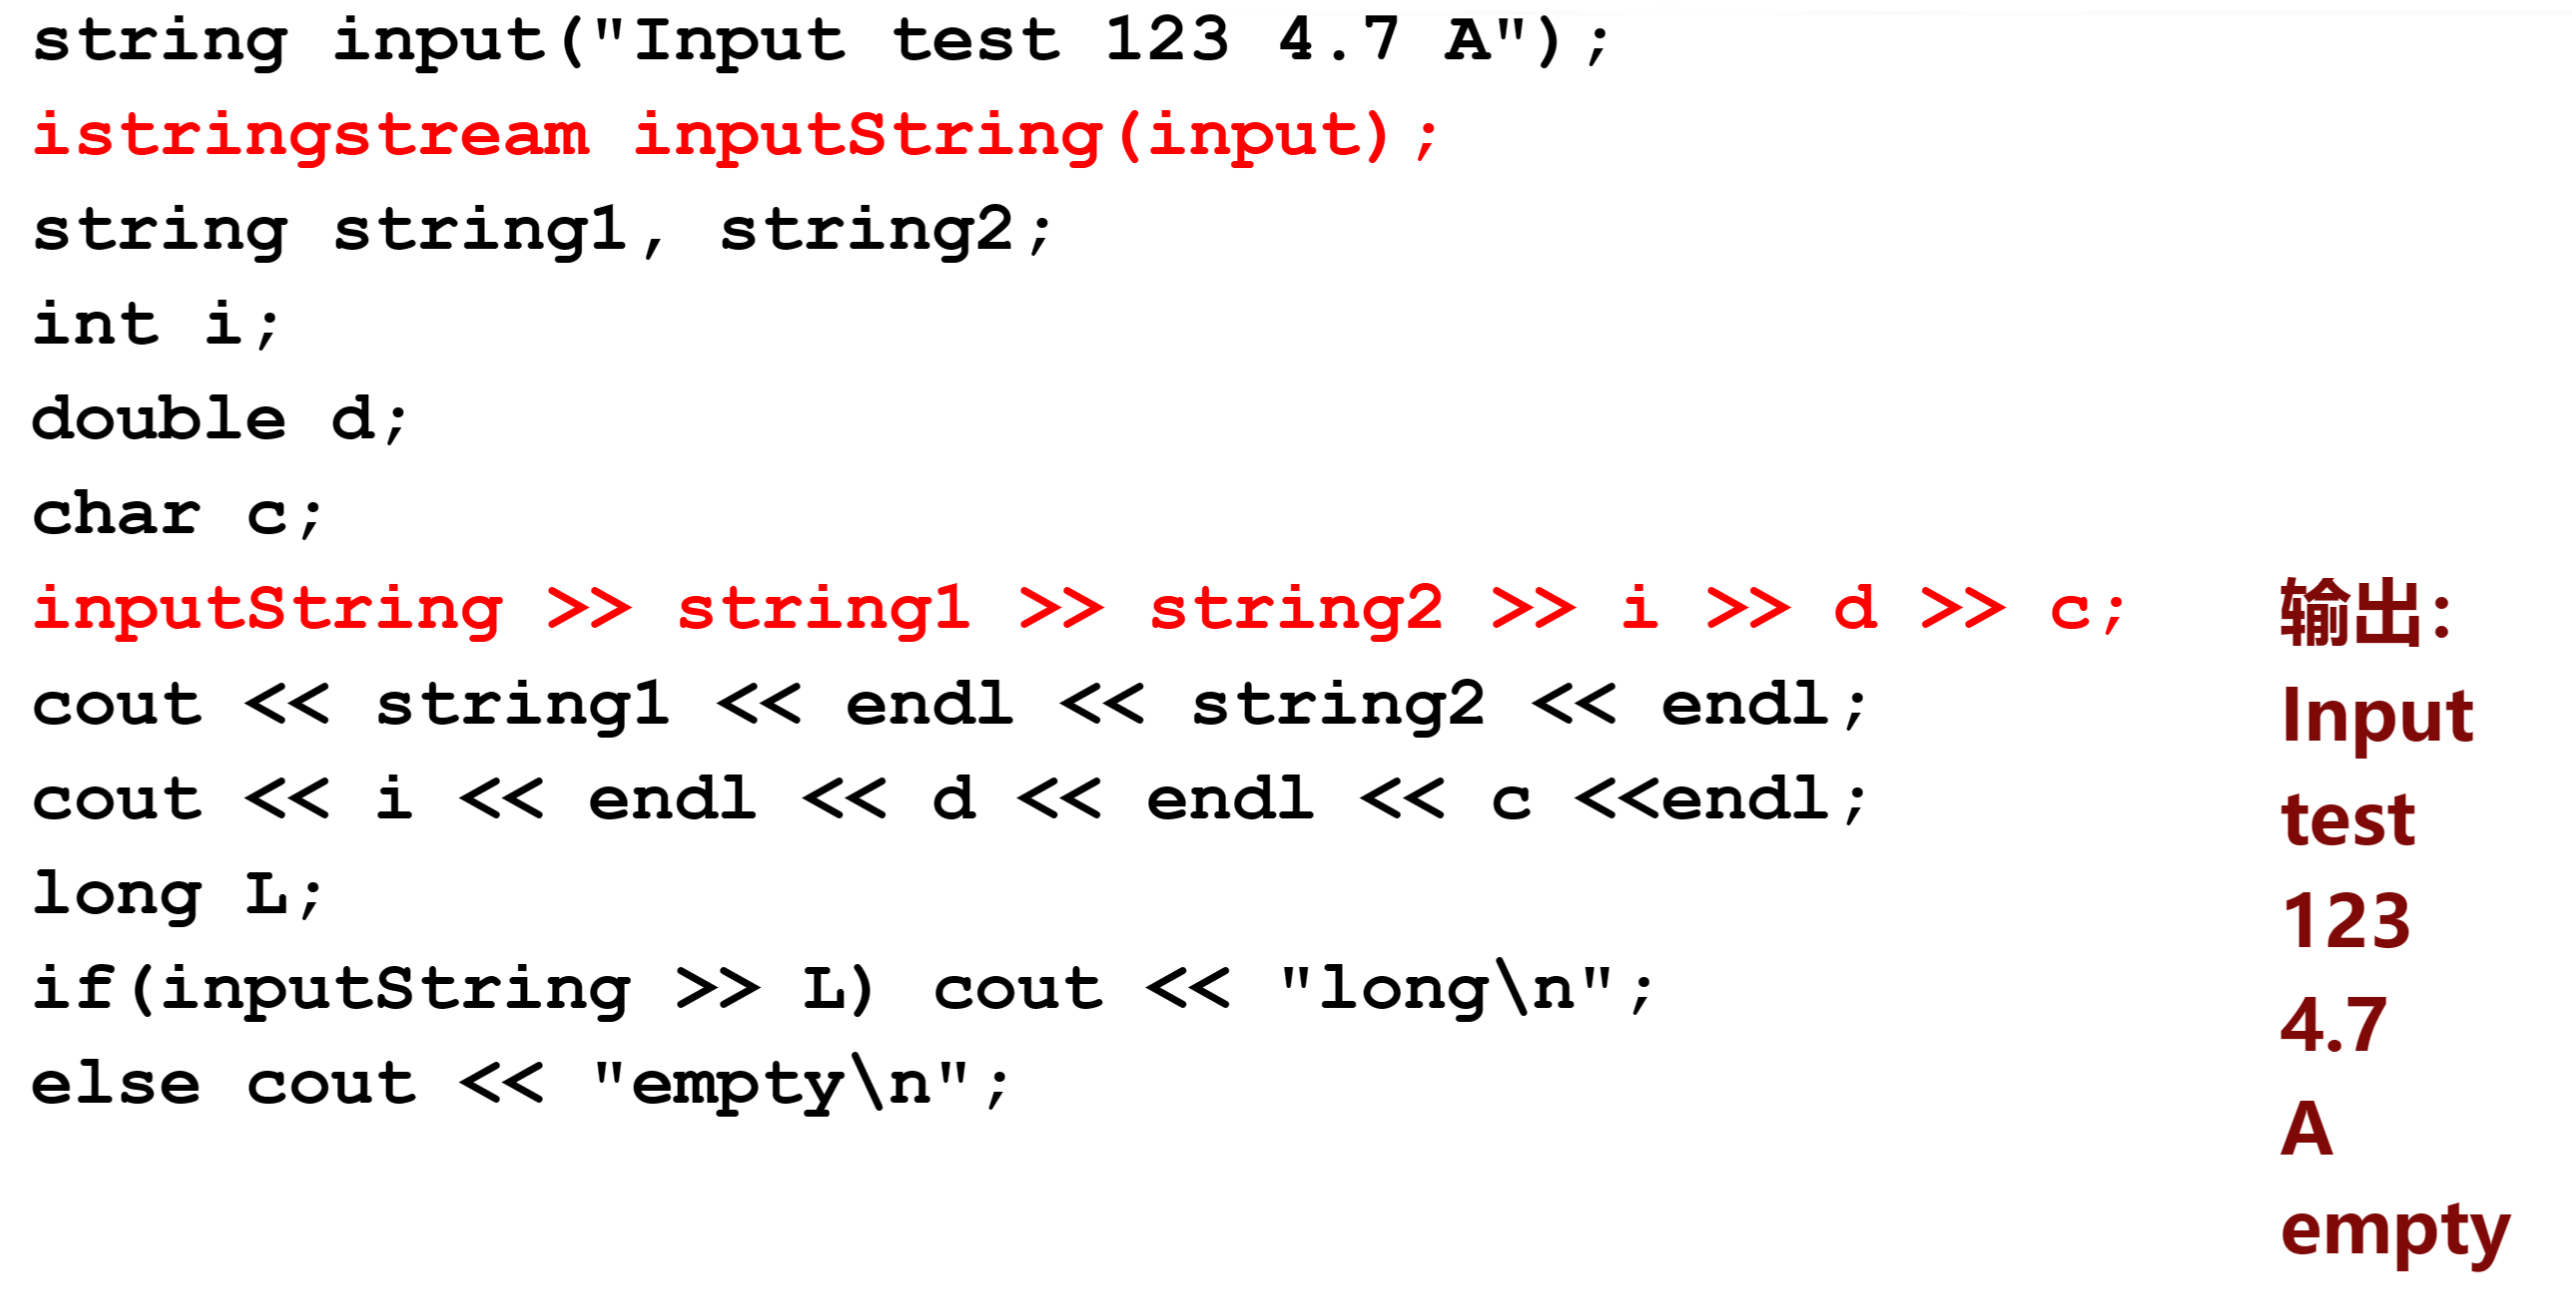 string input("Input test 123 4.7 A");
istringstream inputString(input);
string string1, string2;
int i;
double d;
char c;
inputString >> string1 >> string2 >> i >> d >> c;
cout << string1 << endl << string2 << endl;
cout << i << endl << d << endl << c <<endl;
long L;
if(inputString >> L) cout << "long\n";
else cout << "empty\n";
输出:
Input
test
123
4.7
A
empty